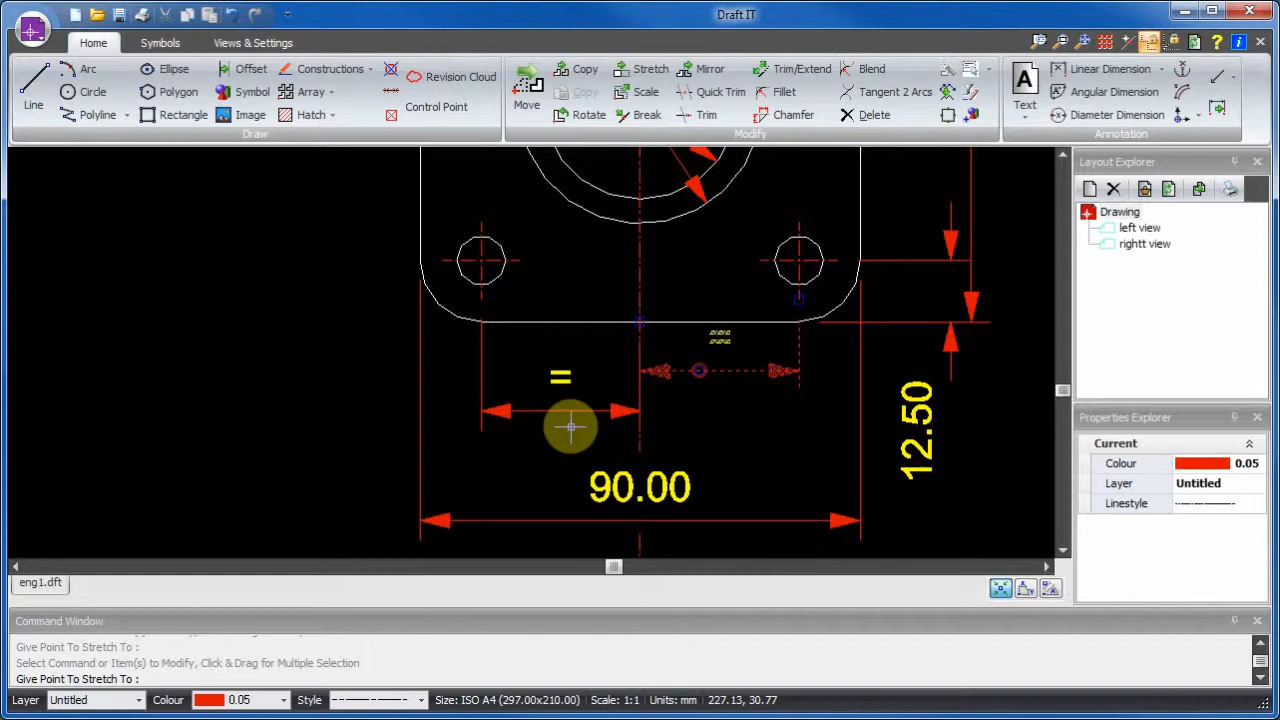 Draft IT
Home Symbols Views & Settings
Line
Arc
Circle
Polyline
Ellipse
Polygon
Rectangle
Offset
Symbol
Image
Constructions
Array
Hatch
Revision Cloud
Control Point
Draw
Move
Copy
Copy
Rotate
Stretch
Scale
Break
Mirror
Quick Trim
Trim
Trim/Extend
Fillet
Chamfer
Blend
Tangent 2 Arcs
Delete
Modify
A
Text
Linear Dimension
Angular Dimension
Diameter Dimension
Annotation
=
90.00
12.50
Layout Explorer
Drawing
left view
rightt view
Properties Explorer
Current
Colour 0.05
Layer Untitled
Linestyle
eng1.dft
Command Window
Give Point To Stretch To :
Select Command or Item(s) to Modify, Click & Drag for Multiple Selection
Give Point To Stretch To :
Layer Untitled Colour 0.05 Style Size: ISO A4 (297.00x210.00) Scale: 1:1 Units: mm 227.13, 30.77